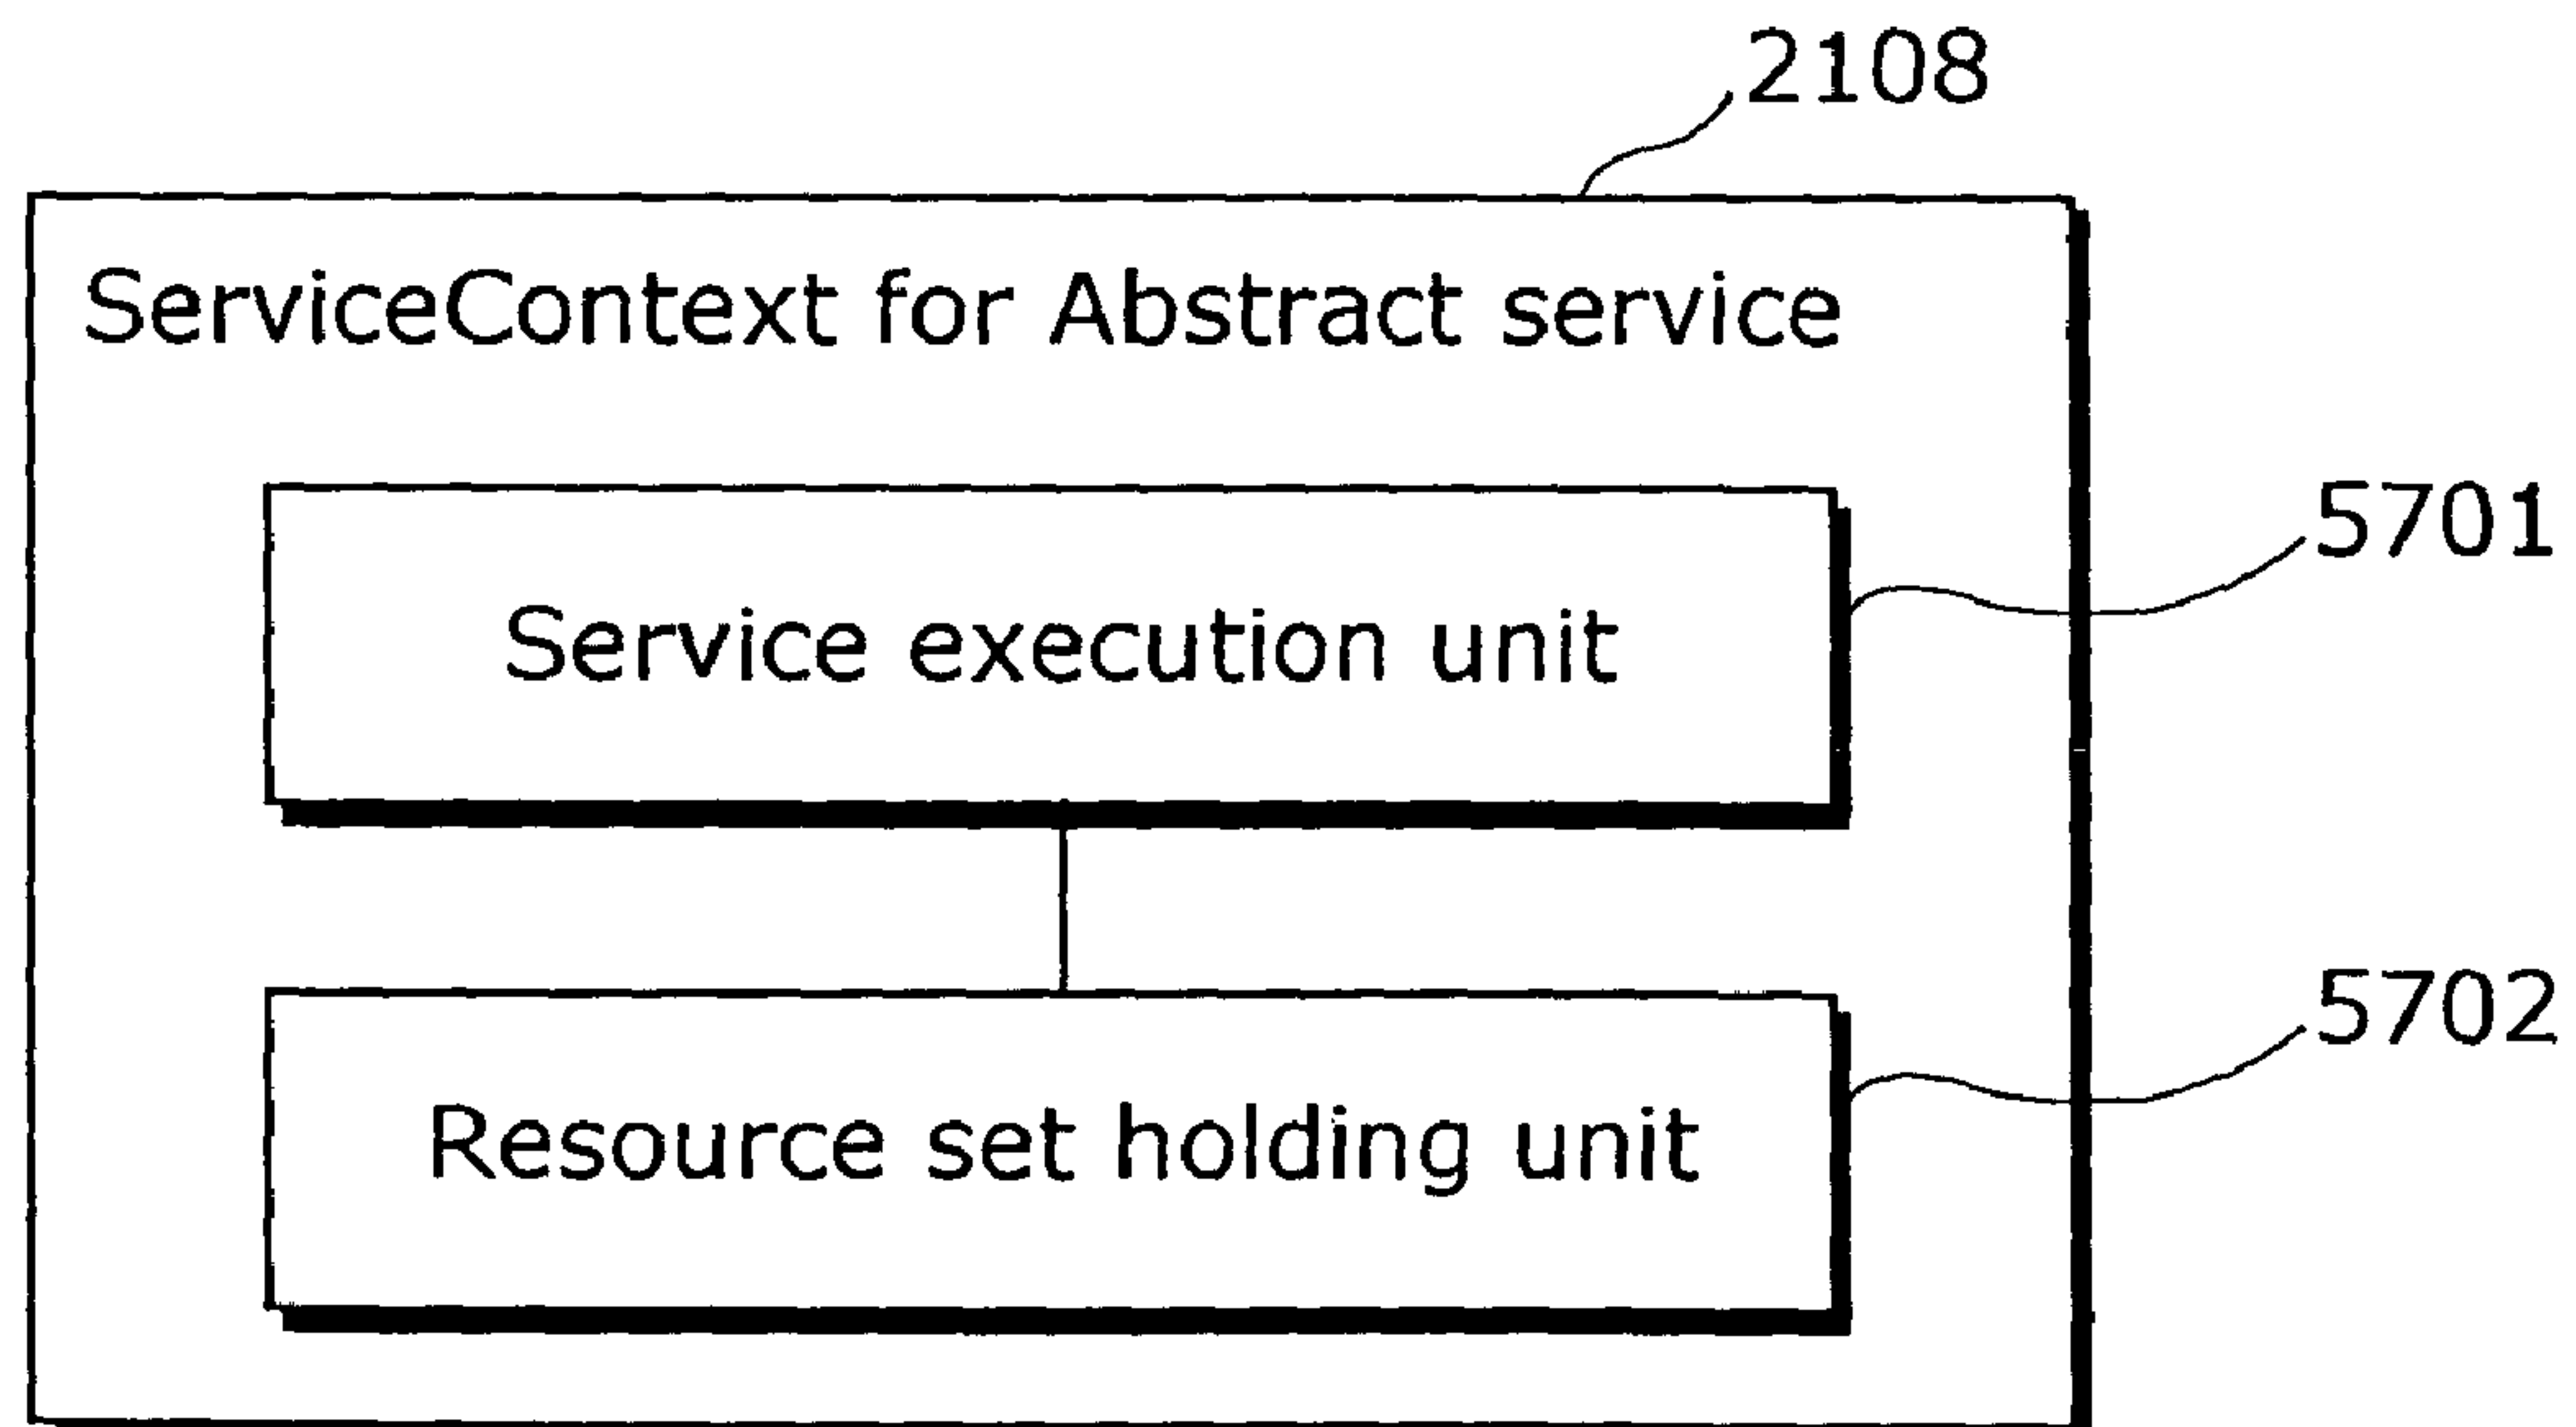 2108
ServiceContext for Abstract service
5701
Service execution unit
5702
Resource set holding unit